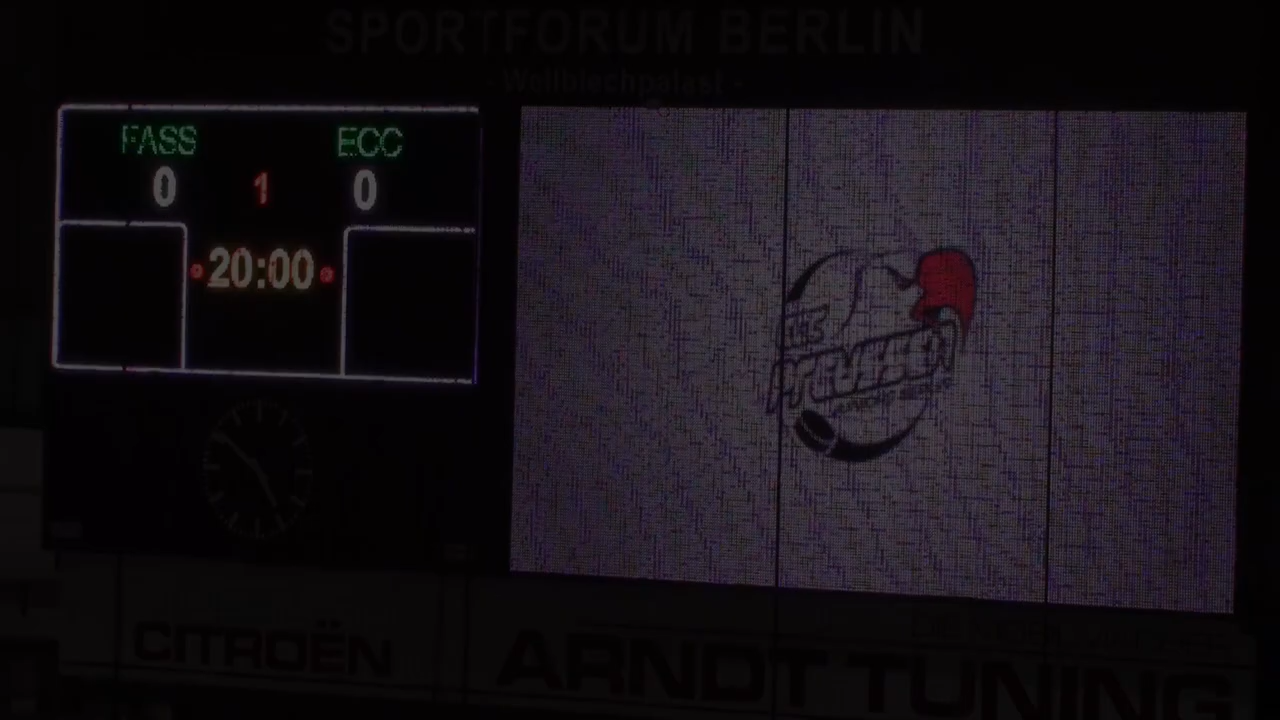 SPORTFORUM BERLIN
- Wellblechpalast -
FASS ECC
0 1 0
20:00
ECC
PREUSSEN
CITROËN
ARNDT TUNING